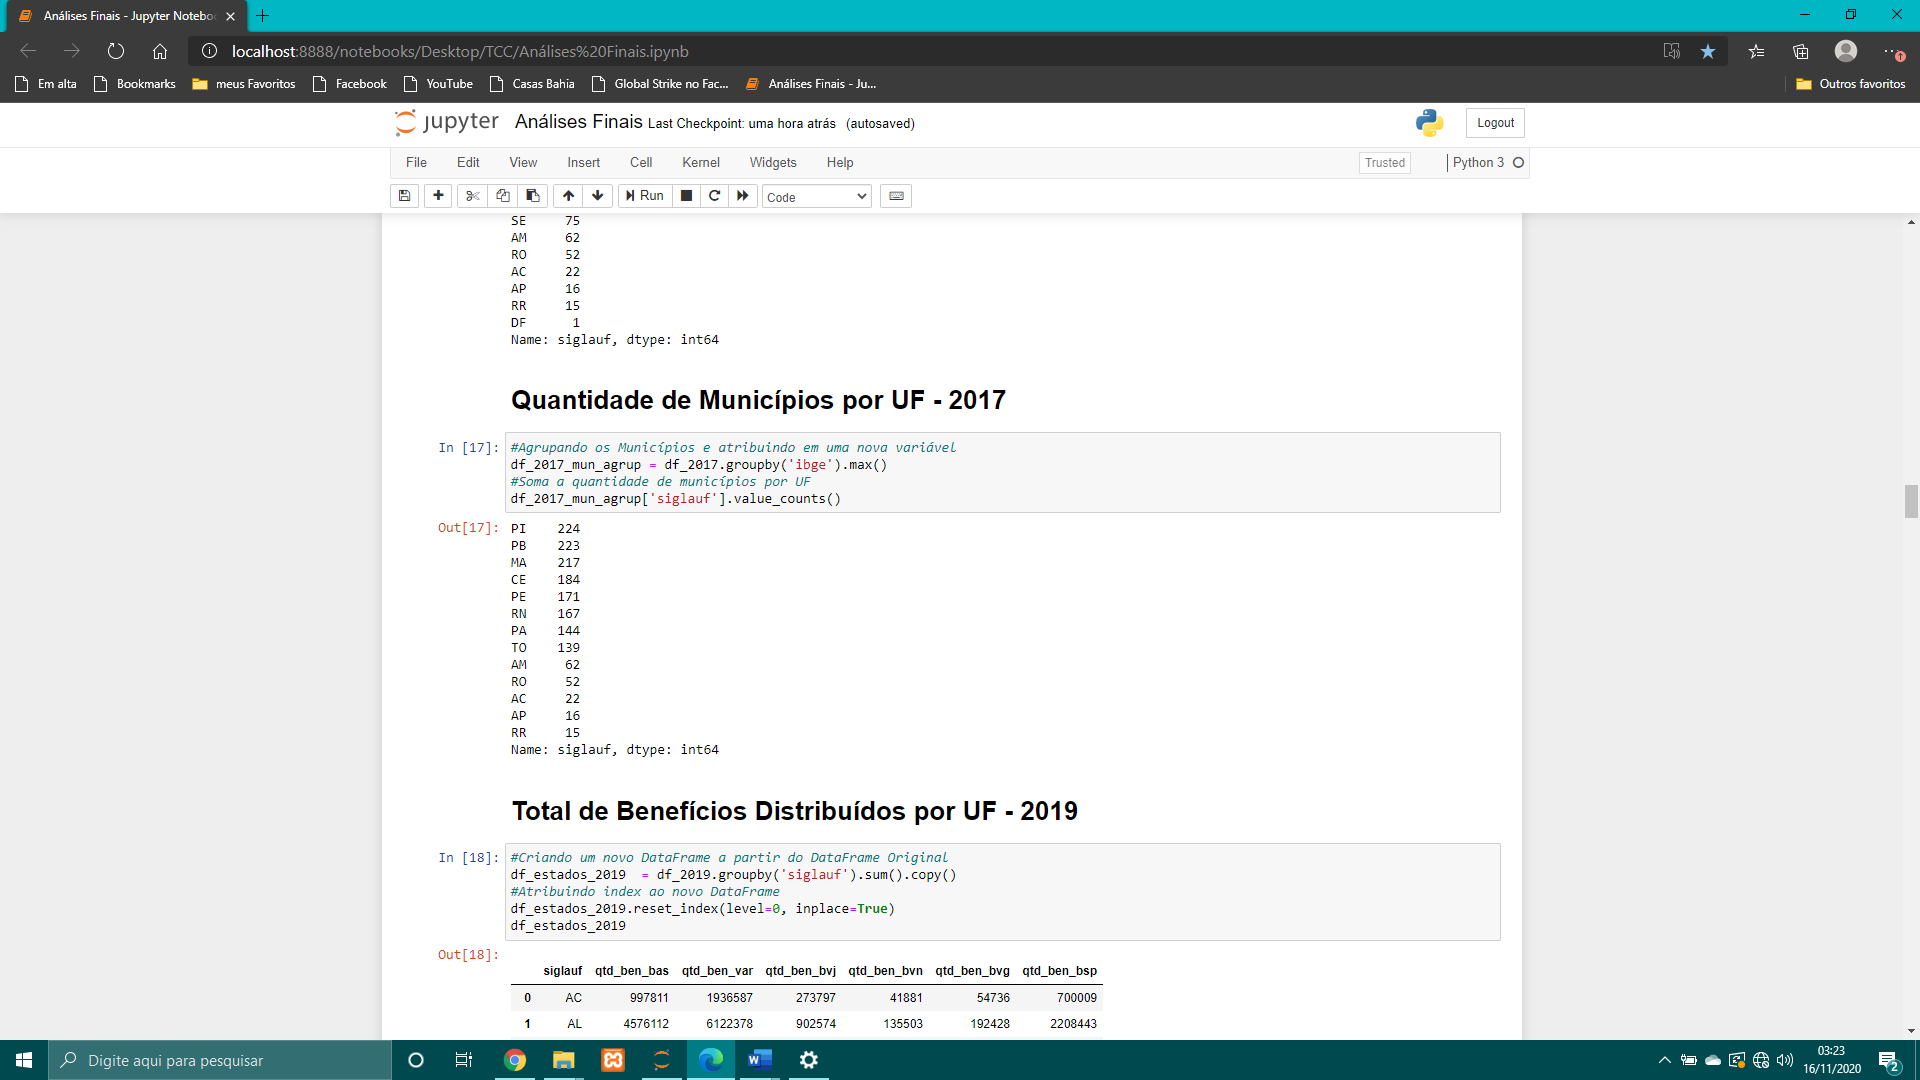 Análises Finais - Jupyter Notebo
localhost:8888/notebooks/Desktop/TCC/Análises%20Finais.ipynb
Em alta Bookmarks meus Favoritos Facebook YouTube Casas Bahia Global Strike no Fac... Análises Finais - Ju... Outros favoritos
jupyter Análises Finais Last Checkpoint: uma hora atrás (autosaved) Logout
File Edit View Insert Cell Kernel Widgets Help Trusted Python 3
Run Code
SE 75
AM 62
RO 52
AC 22
AP 16
RR 15
DF 1
Name: siglauf, dtype: int64
Quantidade de Municípios por UF - 2017
In [17]: #Agrupando os Municípios e atribuindo em uma nova variável
df_2017_mun_agrup = df_2017.groupby('ibge').max()
#Soma a quantidade de municípios por UF
df_2017_mun_agrup['siglauf'].value_counts()
Out[17]: PI 224
PB 223
MA 217
CE 184
PE 171
RN 167
PA 144
TO 139
AM 62
RO 52
AC 22
AP 16
RR 15
Name: siglauf, dtype: int64
Total de Benefícios Distribuídos por UF - 2019
In [18]: #Criando um novo DataFrame a partir do DataFrame Original
df_estados_2019 = df_2019.groupby('siglauf').sum().copy()
#Atribuindo index ao novo DataFrame
df_estados_2019.reset_index(level=0, inplace=True)
df_estados_2019
Out[18]:
siglauf qtd_ben_bas qtd_ben_var qtd_ben_bvj qtd_ben_bvn qtd_ben_bvg qtd_ben_bsp
0 AC 997811 1936587 273797 41881 54736 700009
1 AL 4576112 6122378 902574 135503 192428 2208443
Digite aqui para pesquisar
03:23
16/11/2020
2